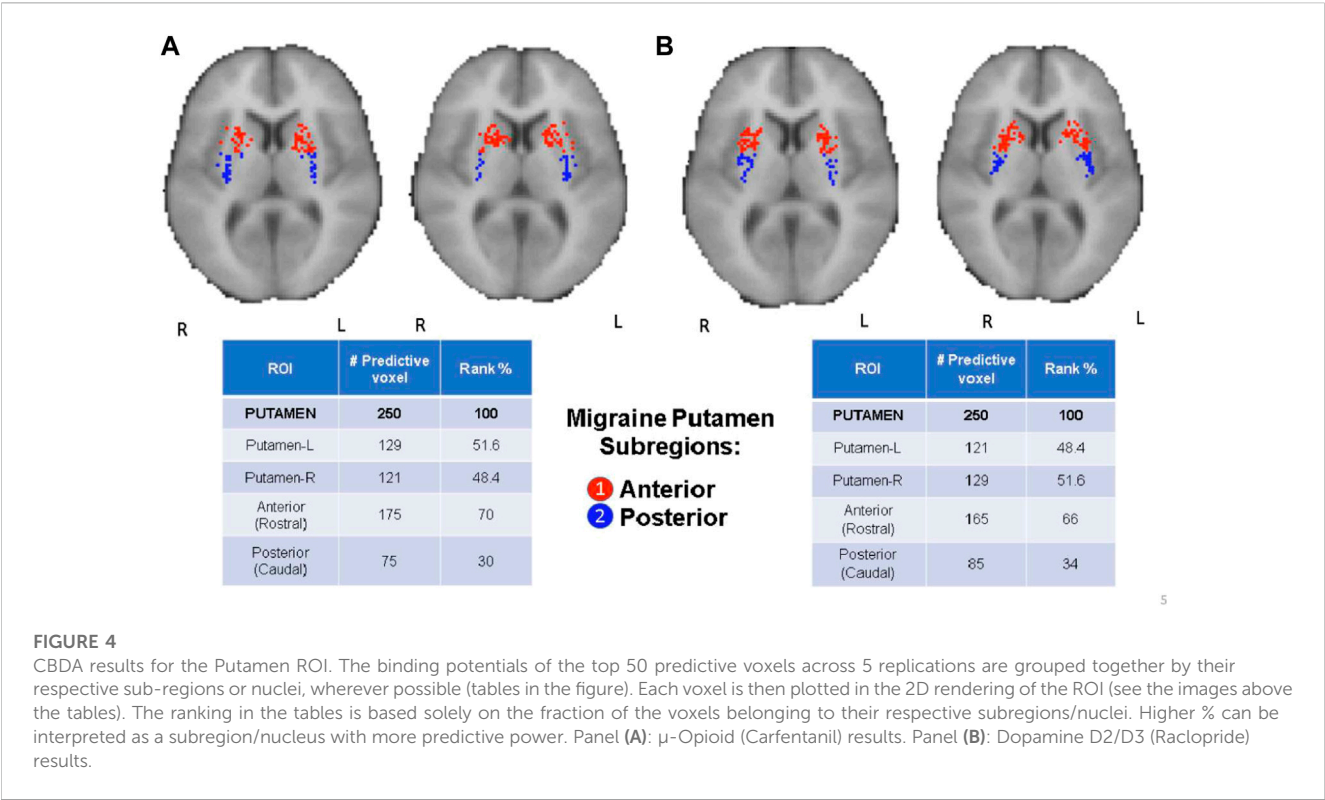 A
B
R
L
R
L
R
L
R
L
ROI # Predictive voxel Rank %
PUTAMEN 250 100
Putamen-L 129 51.6
Putamen-R 121 48.4
Anterior (Rostral) 175 70
Posterior (Caudal) 75 30
Migraine Putamen
Subregions:
1 Anterior
2 Posterior
ROI # Predictive voxel Rank %
PUTAMEN 250 100
Putamen-L 121 48.4
Putamen-R 129 51.6
Anterior (Rostral) 165 66
Posterior (Caudal) 85 34
5
FIGURE 4
CBDA results for the Putamen ROI. The binding potentials of the top 50 predictive voxels across 5 replications are grouped together by their
respective sub-regions or nuclei, wherever possible (tables in the figure). Each voxel is then plotted in the 2D rendering of the ROI (see the images above
the tables). The ranking in the tables is based solely on the fraction of the voxels belonging to their respective subregions/nuclei. Higher % can be
interpreted as a subregion/nucleus with more predictive power. Panel (A): μ-Opioid (Carfentanil) results. Panel (B): Dopamine D2/D3 (Raclopride)
results.